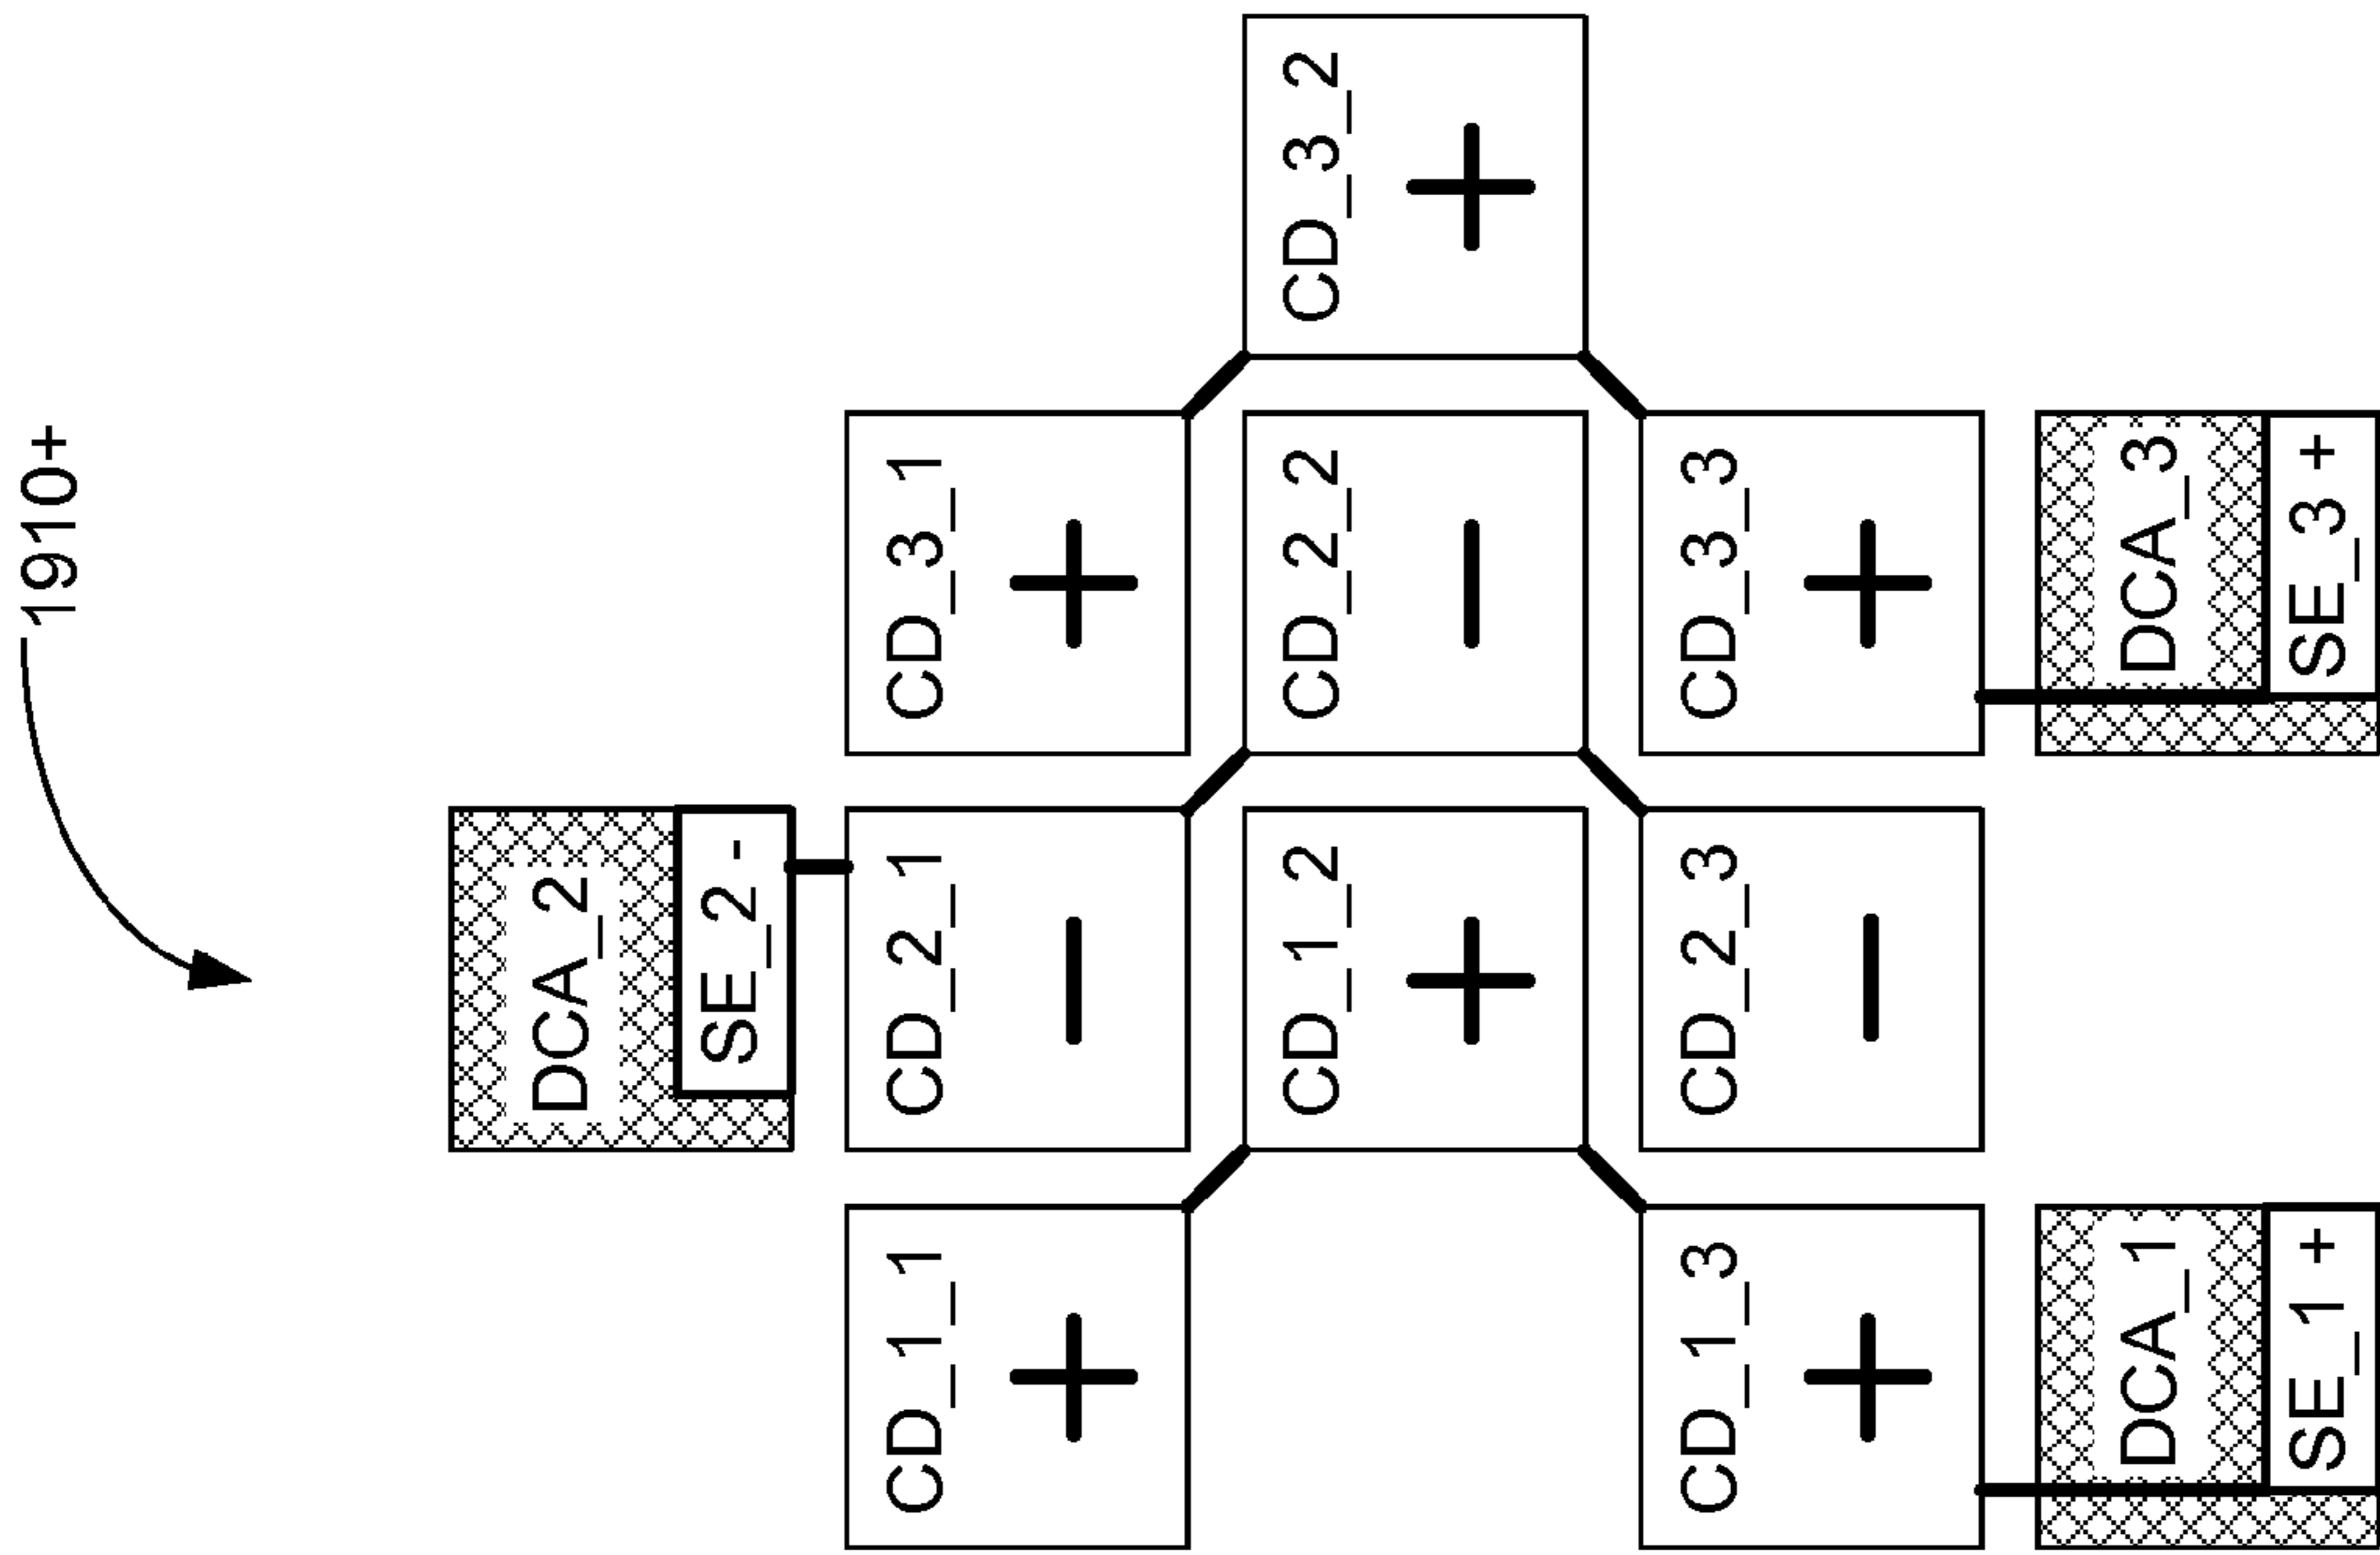 1910+
DCA_2
SE_2 -
CD_1_1
+
CD_2_1
−
CD_3_1
+
CD_1_2
+
CD_2_2
−
CD_3_2
+
CD_1_3
+
CD_2_3
−
CD_3_3
+
DCA_1
SE_1 +
DCA_3
SE_3 +